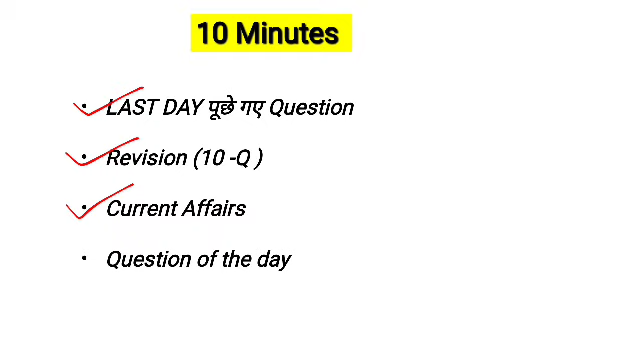 10 Minutes
• LAST DAY पूछे गए Question
• Revision (10 -Q )
• Current Affairs
• Question of the day